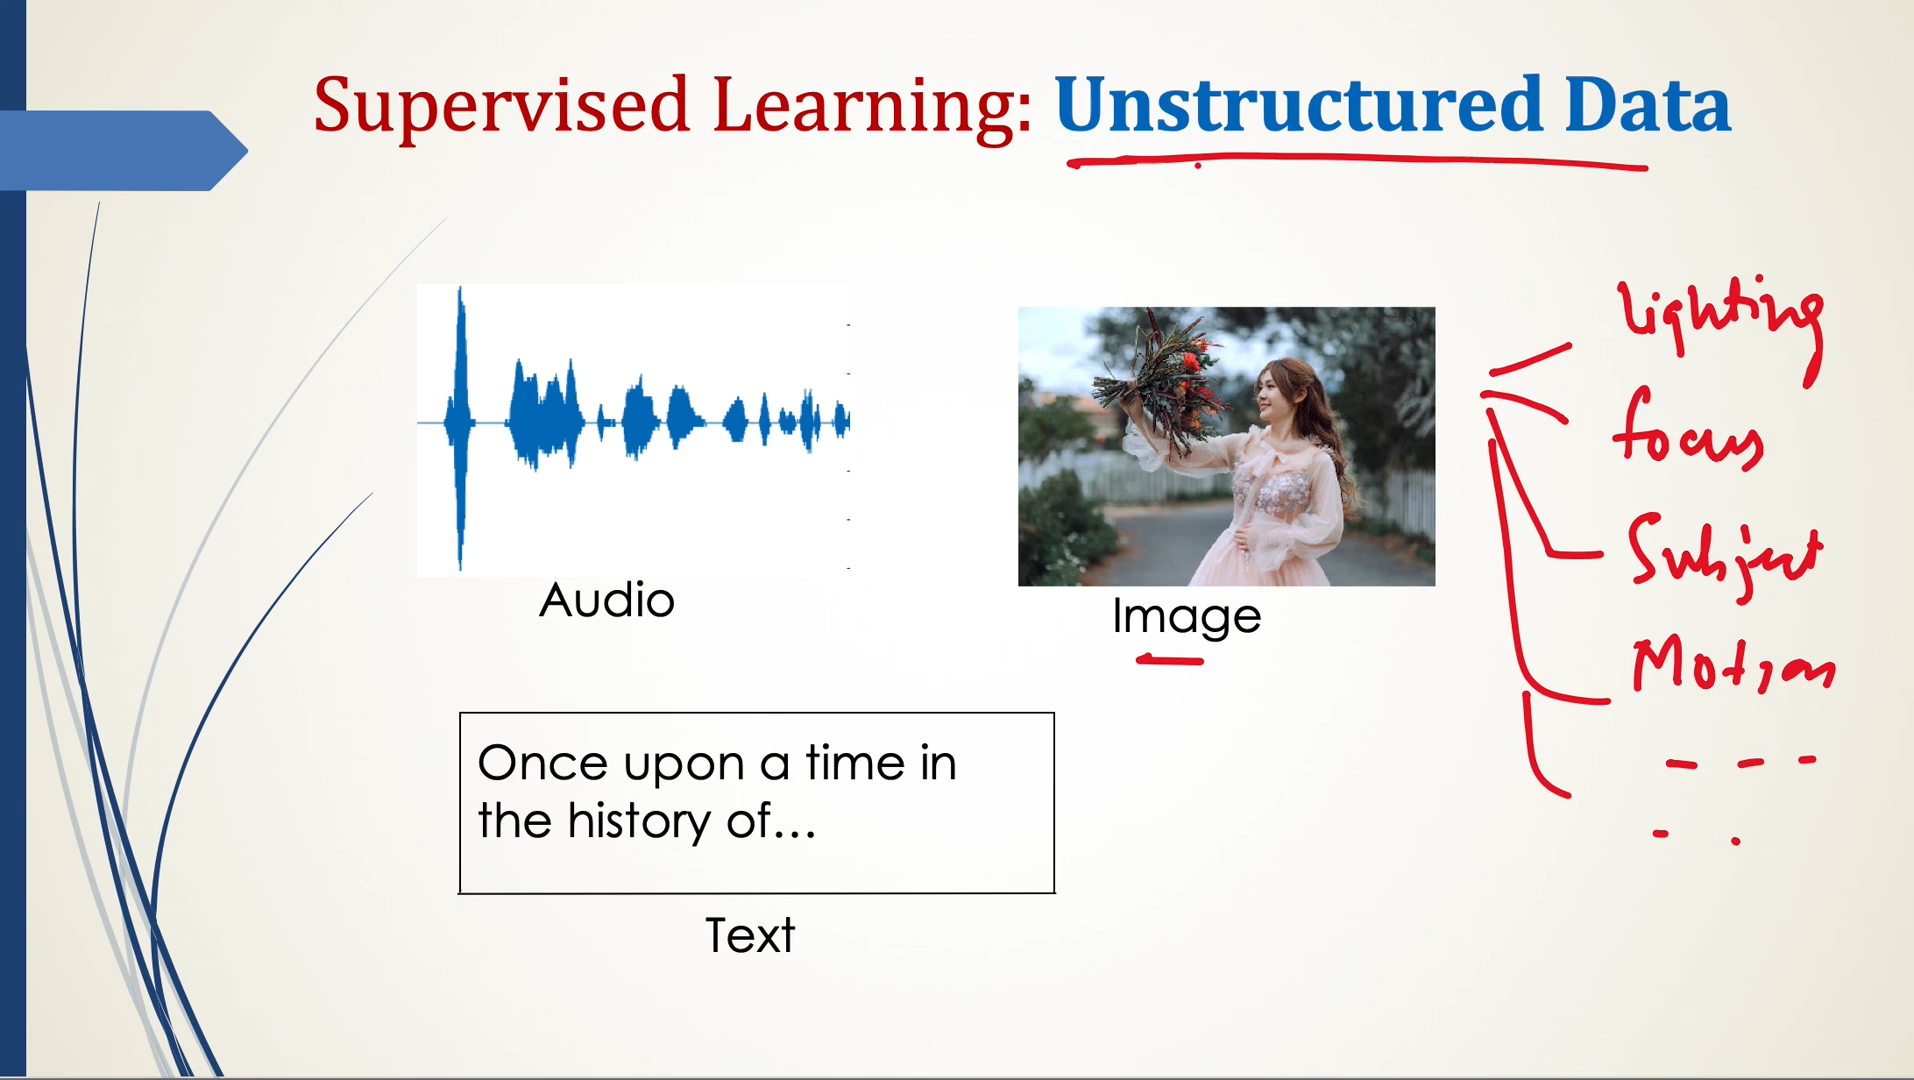 Supervised Learning: Unstructured Data
Audio
Image
Once upon a time in
the history of...
Text
Lighting
focus
Subject
Motion